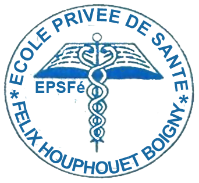 * ECOLE PRIVEE DE SANTE *
EPSFé
FELIX HOUPHOUET BOIGNY